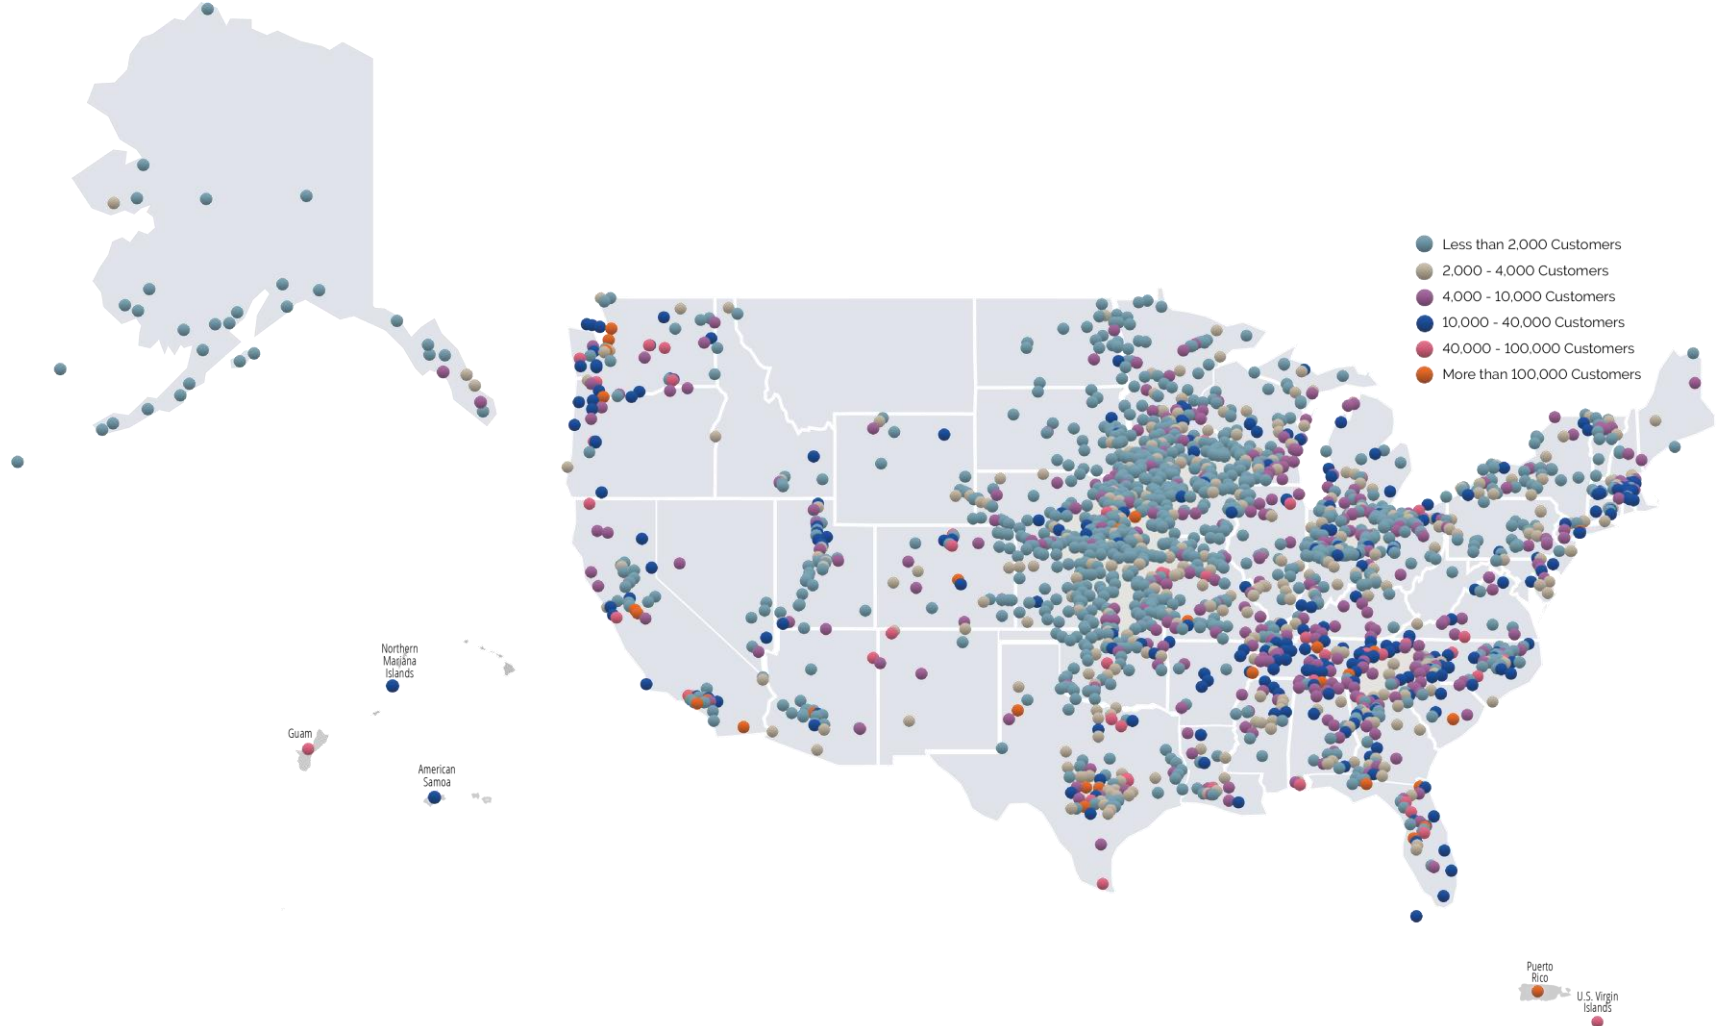 Less than 2,000 Customers
2,000 - 4,000 Customers
4,000 - 10,000 Customers
10,000 - 40,000 Customers
40,000 - 100,000 Customers
More than 100,000 Customers
Northern
Mariana
Islands
Guam
American
Samoa
Puerto
Rico
U.S. Virgin
Islands